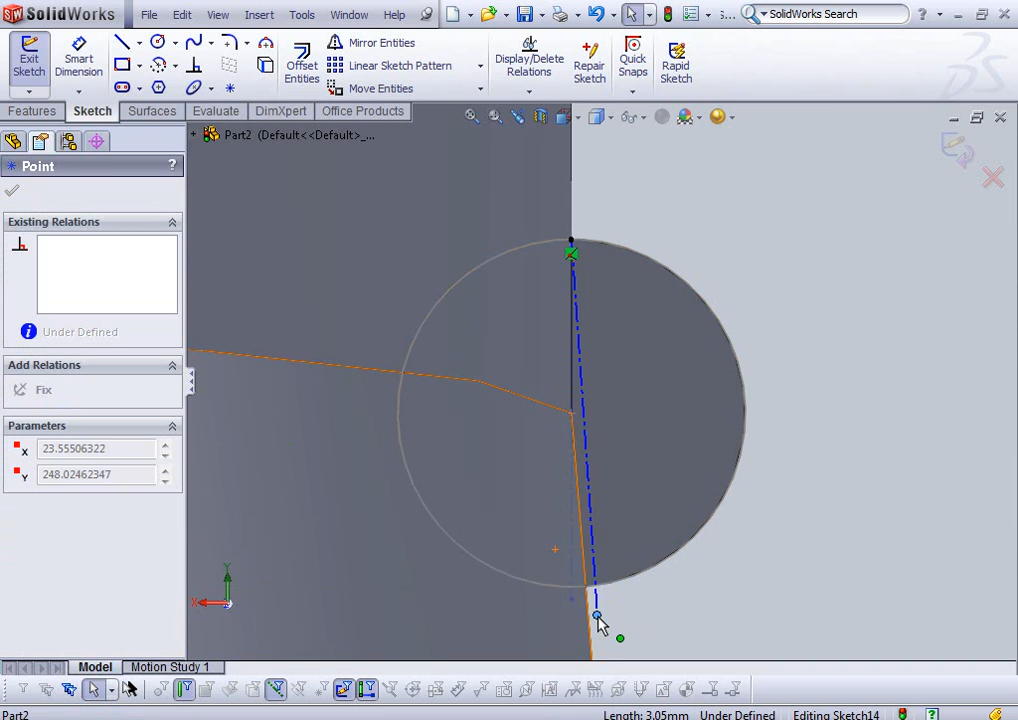 SolidWorks File Edit View Insert Tools Window Help s... SolidWorks Search
Exit Sketch
Smart Dimension
Offset Entities
Mirror Entities
Linear Sketch Pattern
Move Entities
Display/Delete Relations
Repair Sketch
Quick Snaps
Rapid Sketch
Features Sketch Surfaces Evaluate DimXpert Office Products
Part2 (Default<<Default>_...
Point ?
Existing Relations
Under Defined
Add Relations
Fix
Parameters
X 23.55506322
Y 248.02462347
Y
X
Model Motion Study 1
Part2 Length: 3.05mm Under Defined Editing Sketch14